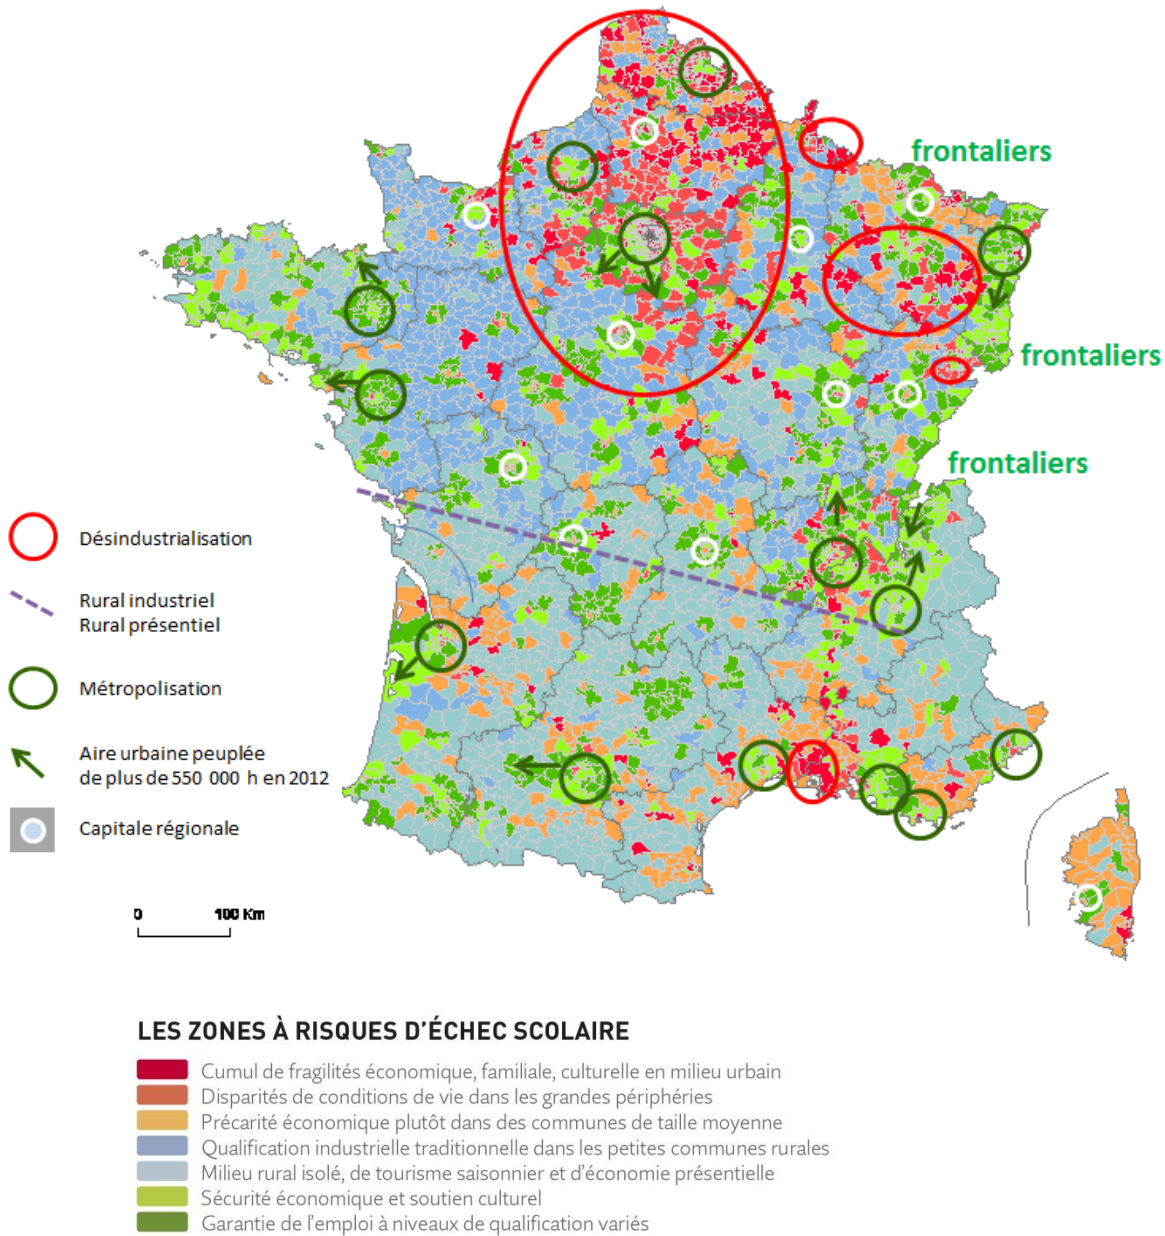 frontaliers
frontaliers
frontaliers
Désindustrialisation
Rural industriel
Rural présentiel
Métropolisation
Aire urbaine peuplée
de plus de 550 000 h en 2012
Capitale régionale
0 100 Km
LES ZONES À RISQUES D'ÉCHEC SCOLAIRE
Cumul de fragilités économique, familiale, culturelle en milieu urbain
Disparités de conditions de vie dans les grandes périphéries
Précarité économique plutôt dans des communes de taille moyenne
Qualification industrielle traditionnelle dans les petites communes rurales
Milieu rural isolé, de tourisme saisonnier et d'économie présentielle
Sécurité économique et soutien culturel
Garantie de l'emploi à niveaux de qualification variés